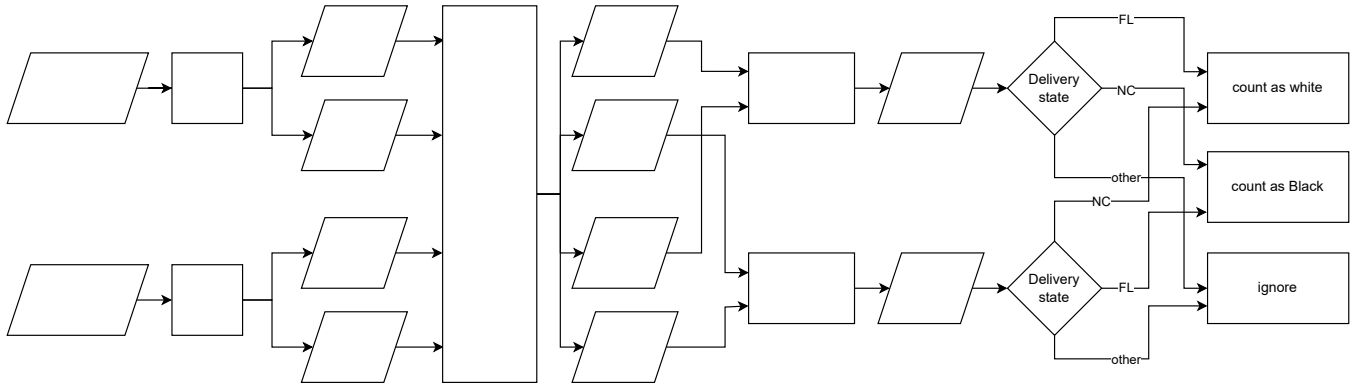 FL
Delivery
state
NC
count as white
other
count as Black
NC
Delivery
state
FL
ignore
other